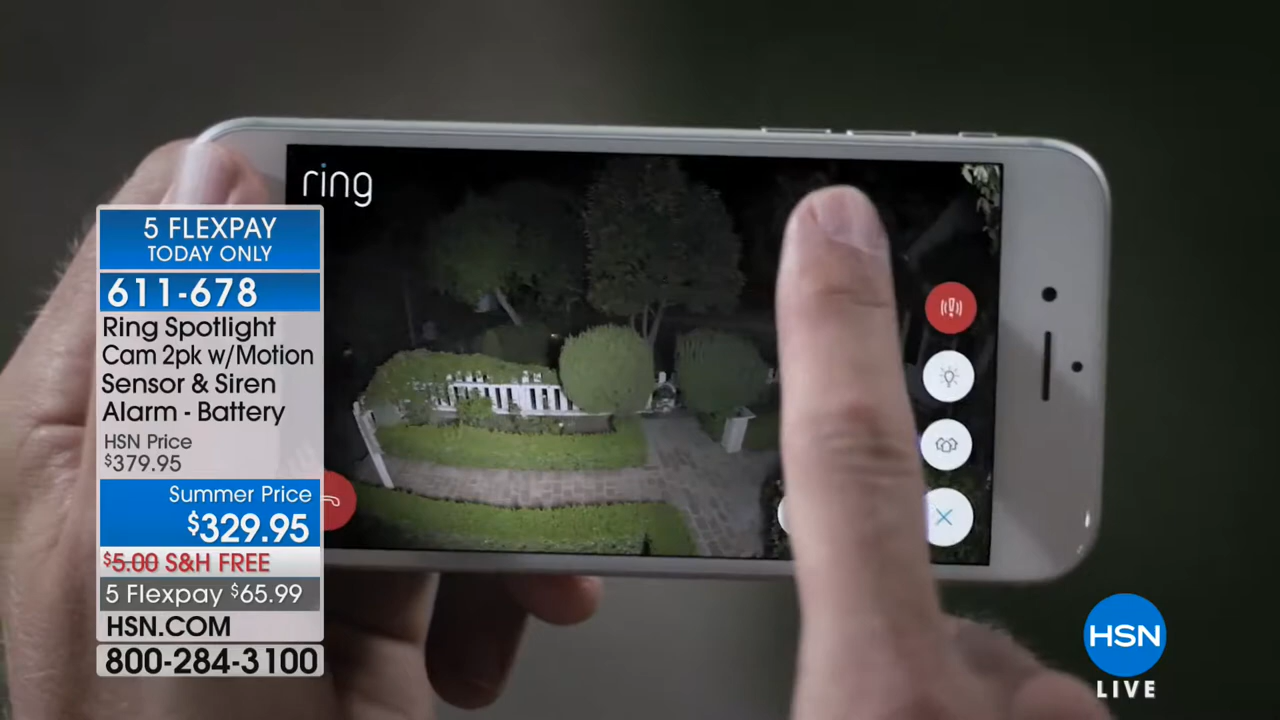 ring
5 FLEXPAY
TODAY ONLY
611-678
Ring Spotlight
Cam 2pk w/Motion
Sensor & Siren
Alarm - Battery
HSN Price
$379.95
Summer Price
$329.95
$5.00 S&H FREE
5 Flexpay $65.99
HSN.COM
800-284-3100
HSN
LIVE